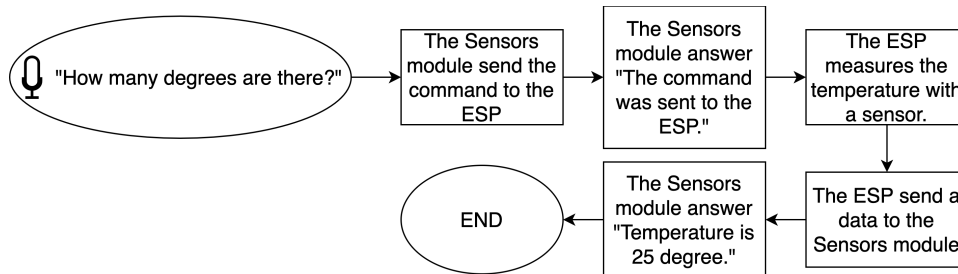 "How many degrees are there?"
The Sensors
module send the
command to the
ESP
The Sensors
module answer
"The command
was sent to the
ESP."
The ESP
measures the
temperature with
a sensor.
The ESP send a
data to the
Sensors module
The Sensors
module answer
"Temperature is
25 degree."
END